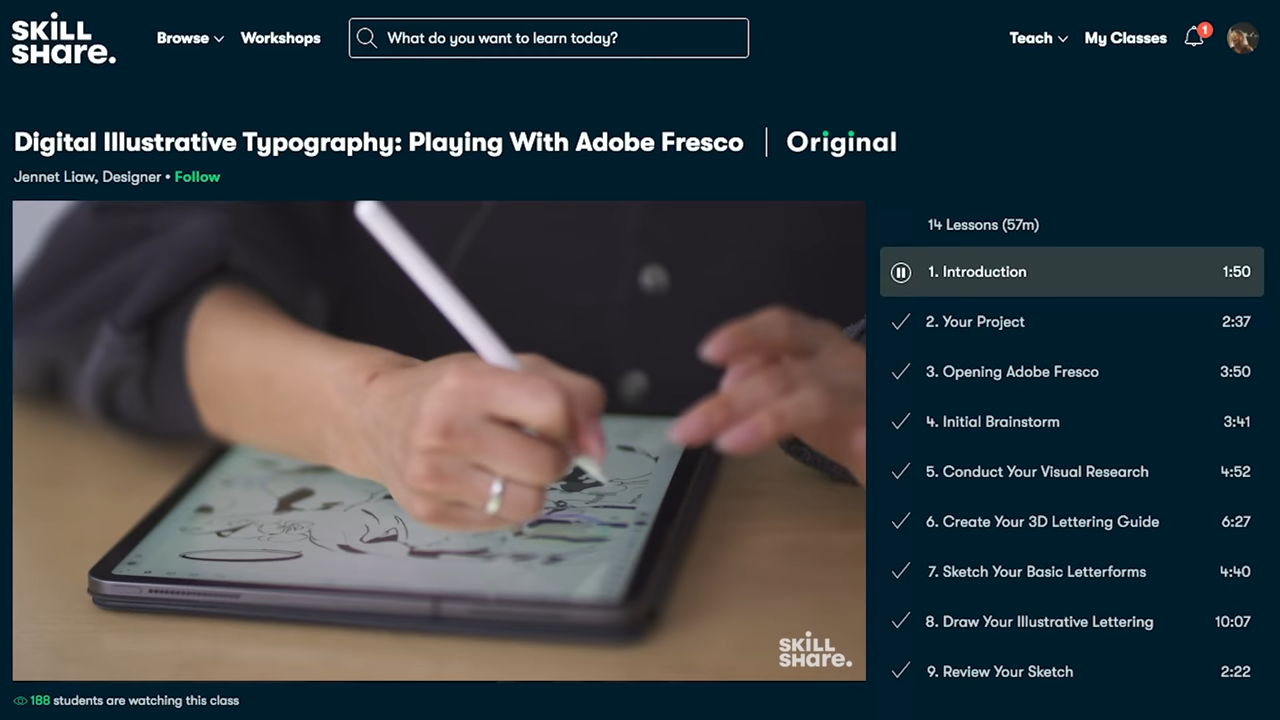 SKILL
SHare.
Browse
Workshops
What do you want to learn today?
Teach
My Classes
1
Digital Illustrative Typography: Playing With Adobe Fresco | Original
Jennet Liaw, Designer • Follow
14 Lessons (57m)
1. Introduction 1:50
2. Your Project 2:37
3. Opening Adobe Fresco 3:50
4. Initial Brainstorm 3:41
5. Conduct Your Visual Research 4:52
6. Create Your 3D Lettering Guide 6:27
7. Sketch Your Basic Letterforms 4:40
8. Draw Your Illustrative Lettering 10:07
9. Review Your Sketch 2:22
SKILL
SHare.
188 students are watching this class